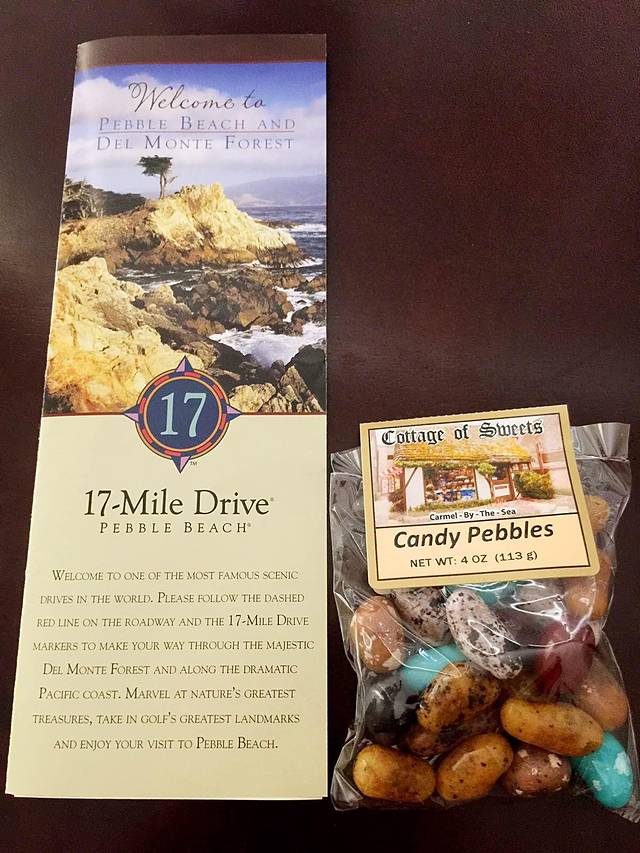 Welcome to
Pebble Beach and
Del Monte Forest
17
TM
17-Mile Drive®
Pebble Beach®
Welcome to one of the most famous scenic
drives in the world. Please follow the dashed
red line on the roadway and the 17-Mile Drive
markers to make your way through the majestic
Del Monte Forest and along the dramatic
Pacific coast. Marvel at nature's greatest
treasures, take in golf's greatest landmarks
and enjoy your visit to Pebble Beach.
Cottage of Sweets
Carmel - By - The - Sea
Candy Pebbles
NET WT: 4 OZ (113 g)